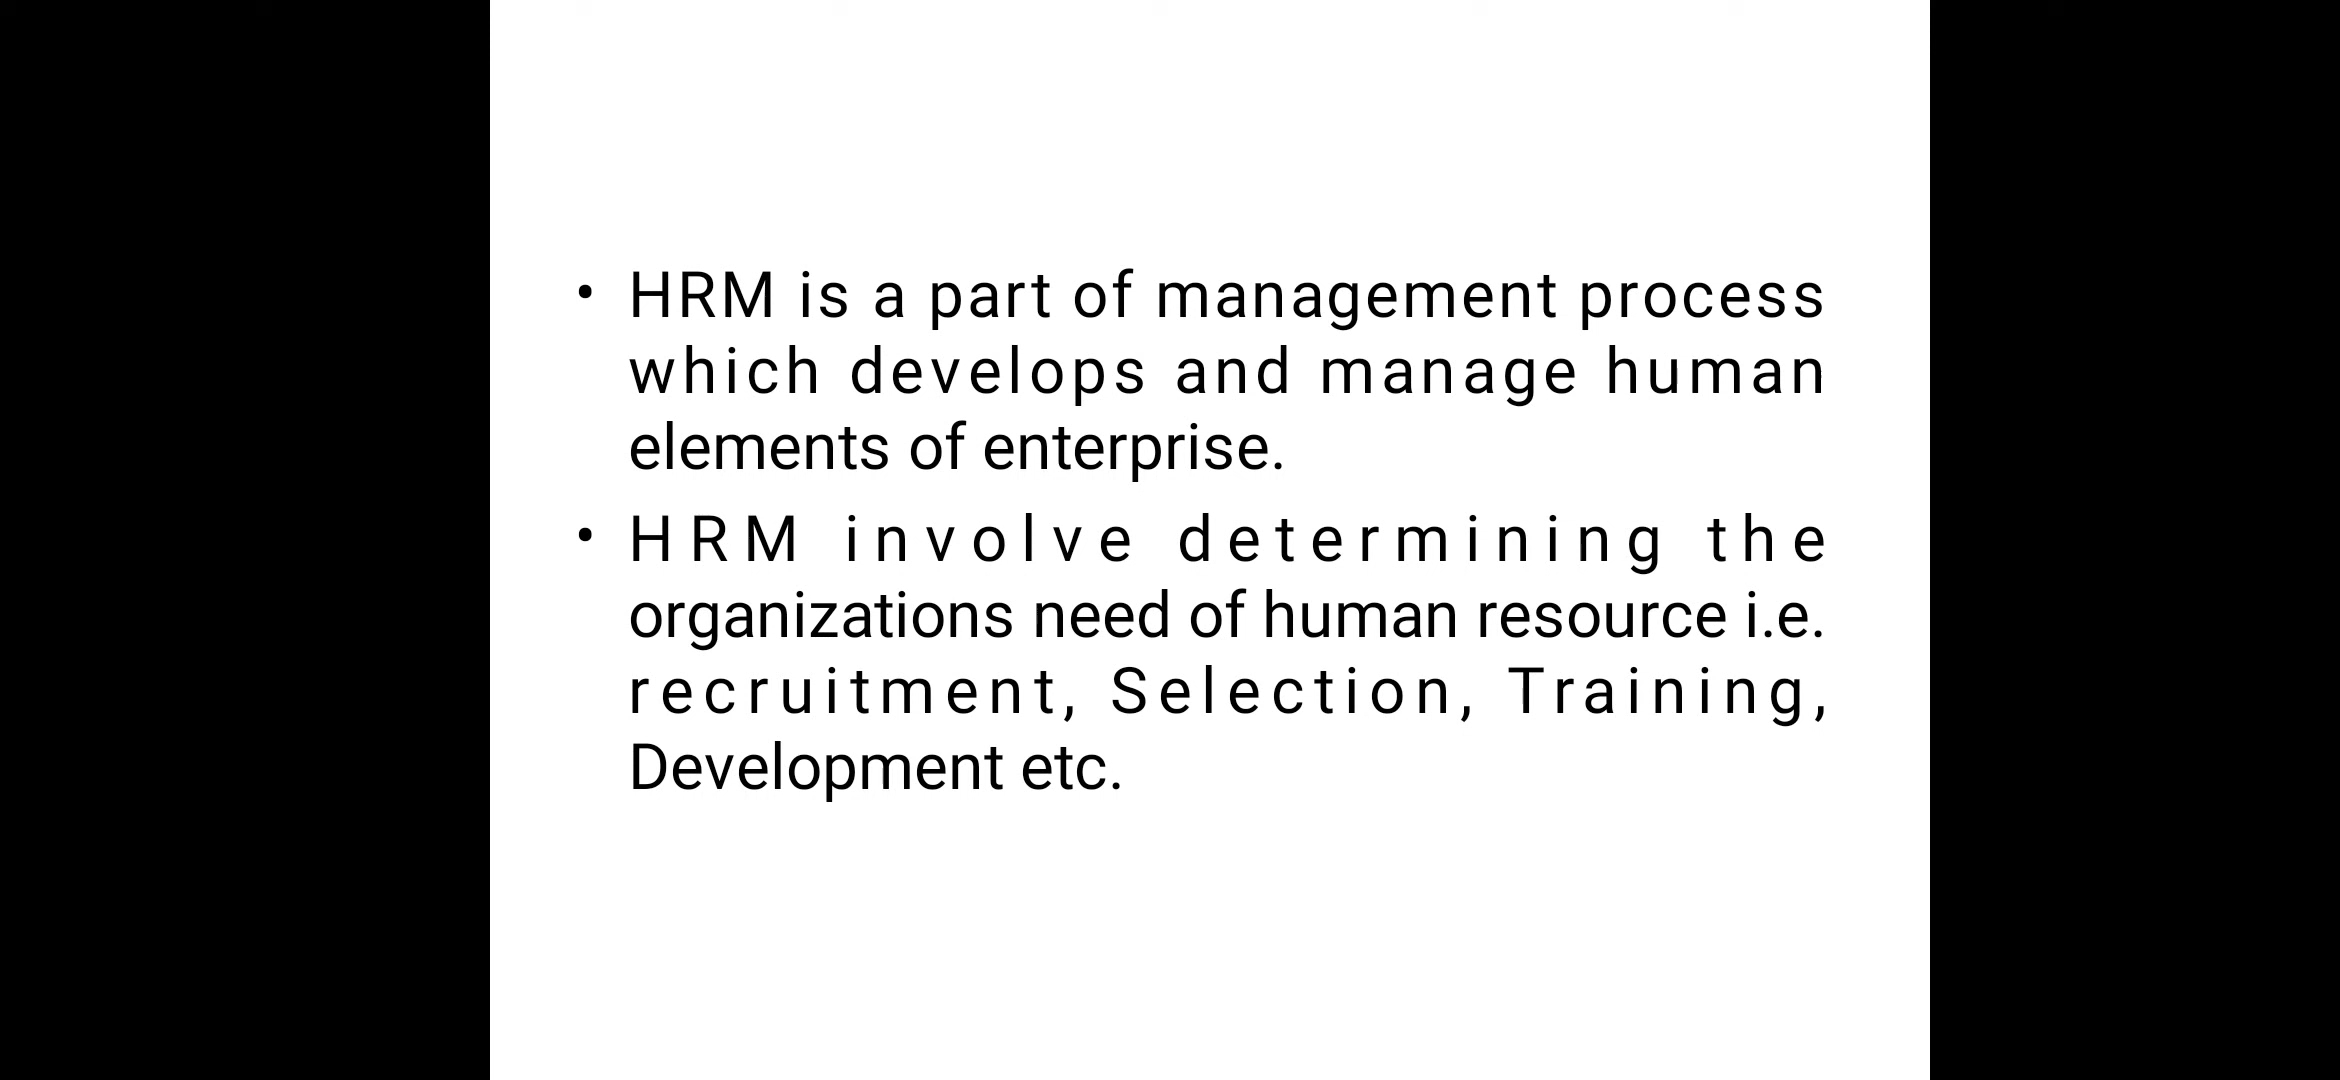 • HRM is a part of management process
which develops and manage human
elements of enterprise.
• HRM involve determining the
organizations need of human resource i.e.
recruitment, Selection, Training,
Development etc.